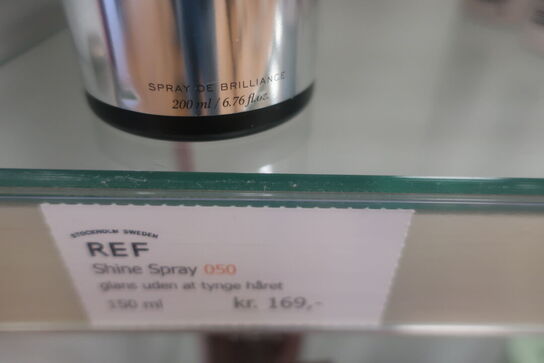 SPRAY DE BRILLIANCE
200 ml / 6.76 fl.oz.
STOCKHOLM SWEDEN
REF
Shine Spray 050
glans uden at tynge håret
150 ml kr. 169,-